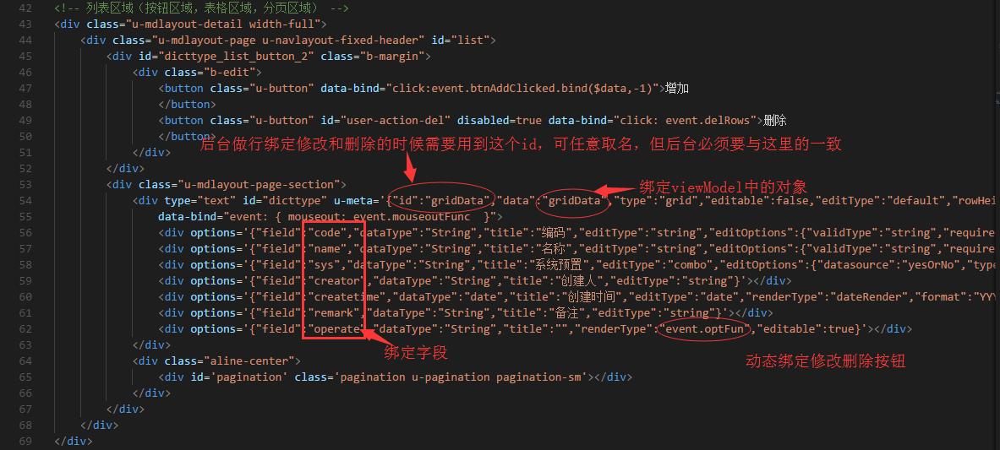 42 <!-- 列表区域（按钮区域，表格区域，分页区域） -->
43 <div class="u-mdlayout-detail width-full">
44 <div class="u-mdlayout-page u-navlayout-fixed-header" id="list">
45 <div id="dicttype_list_button_2" class="b-margin">
46 <div class="b-edit">
47 <button class="u-button" data-bind="click:event.btnAddClicked.bind($data,-1)">增加
48 </button>
49 <button class="u-button" id="user-action-del" disabled=true data-bind="click: event.delRows">删除
50 </button>
后台做行绑定修改和删除的时候需要用到这个id，可任意取名，但后台必须要与这里的一致
51 </div>
52 </div>
53 <div class="u-mdlayout-page-section">
绑定viewModel中的对象
54 <div type="text" id="dicttype" u-meta='{"id":"gridData","data":"gridData","type":"grid","editable":false,"editType":"default","rowHei
55 data-bind="event: { mouseout: event.mouseoutFunc }">
56 <div options='{"field":"code","dataType":"String","title":"编码","editType":"string","editOptions":{"validType":"string","require
57 <div options='{"field":"name","dataType":"String","title":"名称","editType":"string","editOptions":{"validType":"string","require
58 <div options='{"field":"sys","dataType":"String","title":"系统预置","editType":"combo","editOptions":{"datasource":"yesOrNo","typ
59 <div options='{"field":"creator","dataType":"String","title":"创建人","editType":"string"}'></div>
60 <div options='{"field":"createtime","dataType":"date","title":"创建时间","editType":"date","renderType":"dateRender","format":"YYY
61 <div options='{"field":"remark","dataType":"String","title":"备注","editType":"string"}'></div>
62 <div options='{"field":"operate","dataType":"String","title":"","renderType":"event.optFun","editable":true}'></div>
63 </div>
绑定字段
64 <div class="aline-center">
动态绑定修改删除按钮
65 <div id='pagination' class='pagination u-pagination pagination-sm'></div>
66 </div>
67 </div>
68 </div>
69 </div>